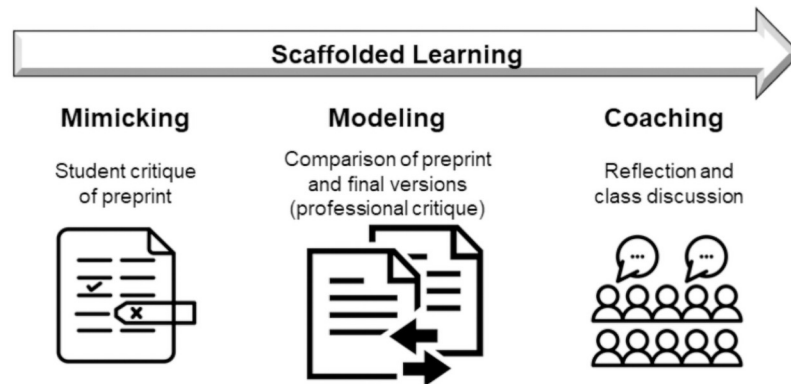 Scaffolded Learning
Mimicking
Student critique
of preprint
Modeling
Comparison of preprint
and final versions
(professional critique)
Coaching
Reflection and
class discussion